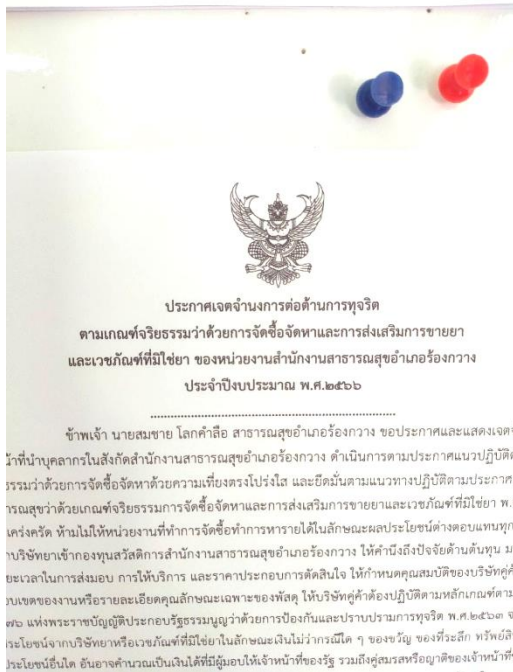 ประกาศเจตจำนงการต่อต้านการทุจริต
ตามเกณฑ์จริยธรรมว่าด้วยการจัดซื้อจัดหาและการส่งเสริมการขายยา
และเวชภัณฑ์ที่มิใช่ยา ของหน่วยงานสำนักงานสาธารณสุขอำเภอร้องกวาง
ประจำปีงบประมาณ พ.ศ.๒๕๖๖
ข้าพเจ้า นายสมชาย โลกคำลือ สาธารณสุขอำเภอร้องกวาง ขอประกาศและแสดงเจต
น้าที่นำบุคลากรในสังกัดสำนักงานสาธารณสุขอำเภอร้องกวาง ดำเนินการตามประกาศแนวปฏิบัติ
ธรรมว่าด้วยการจัดซื้อจัดหาด้วยความเที่ยงตรงโปร่งใส และยึดมั่นตามแนวทางปฏิบัติตามประกาศ
ารณสุขว่าด้วยเกณฑ์จริยธรรมการจัดซื้อจัดหาและการส่งเสริมการขายยาและเวชภัณฑ์ที่มิใช่ยา พ.
เคร่งครัด ห้ามไม่ให้หน่วยงานที่ทำการจัดซื้อทำการหารายได้ในลักษณะผลประโยชน์ต่างตอบแทนทุก
บริษัทยาเข้ากองทุนสวัสดิการสำนักงานสาธารณสุขอำเภอร้องกวาง ให้คำนึงถึงปัจจัยด้านต้นทุน ม
ยะเวลาในการส่งมอบ การให้บริการ และราคาประกอบการตัดสินใจ ให้กำหนดคุณสมบัติของบริษัทคู่ค้
อบเขตของงานหรือรายละเอียดคุณลักษณะเฉพาะของพัสดุ ให้บริษัทคู่ค้าต้องปฏิบัติตามหลักเกณฑ์ตาม
๗๖ แห่งพระราชบัญญัติประกอบรัฐธรรมนูญว่าด้วยการป้องกันและปราบปรามการทุจริต พ.ศ.๒๕๖๓ จ
ระโยชน์จากบริษัทยาหรือเวชภัณฑ์ที่มิใช่ยาในลักษณะเงินไม่ว่ากรณีใด ๆ ของขวัญ ของที่ระลึก ทรัพย์สิ
ประโยชน์อื่นใด อันอาจคำนวณเป็นเงินได้ที่มีผู้มอบให้เจ้าหน้าที่ของรัฐ รวมถึงคู่สมรสหรือญาติของเจ้าหน้าที่ข